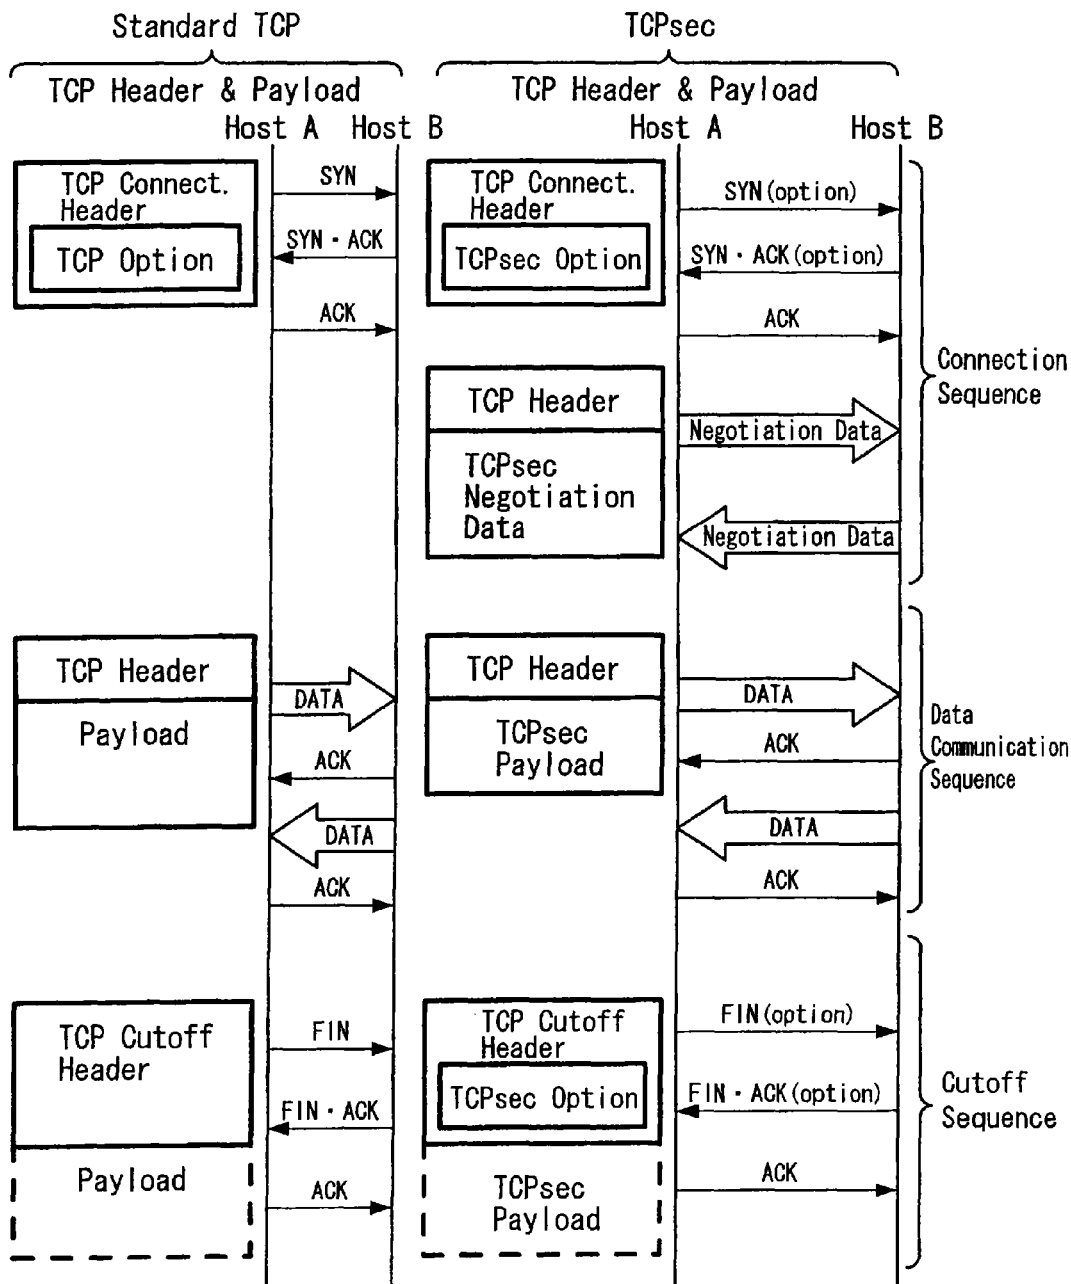 Standard TCP
TCPsec
TCP Header & Payload
TCP Header & Payload
Host A
Host B
Host A
Host B
TCP Connect.
Header
TCP Option
SYN
SYN・ACK
ACK
TCP Connect.
Header
TCPsec Option
SYN(option)
SYN・ACK(option)
ACK
TCP Header
TCPsec
Negotiation
Data
Negotiation Data
Negotiation Data
Connection
Sequence
TCP Header
Payload
DATA
ACK
DATA
ACK
TCP Header
TCPsec
Payload
DATA
ACK
DATA
ACK
Data
Communication
Sequence
TCP Cutoff
Header
Payload
FIN
FIN・ACK
ACK
TCP Cutoff
Header
TCPsec Option
TCPsec
Payload
FIN(option)
FIN・ACK(option)
ACK
Cutoff
Sequence